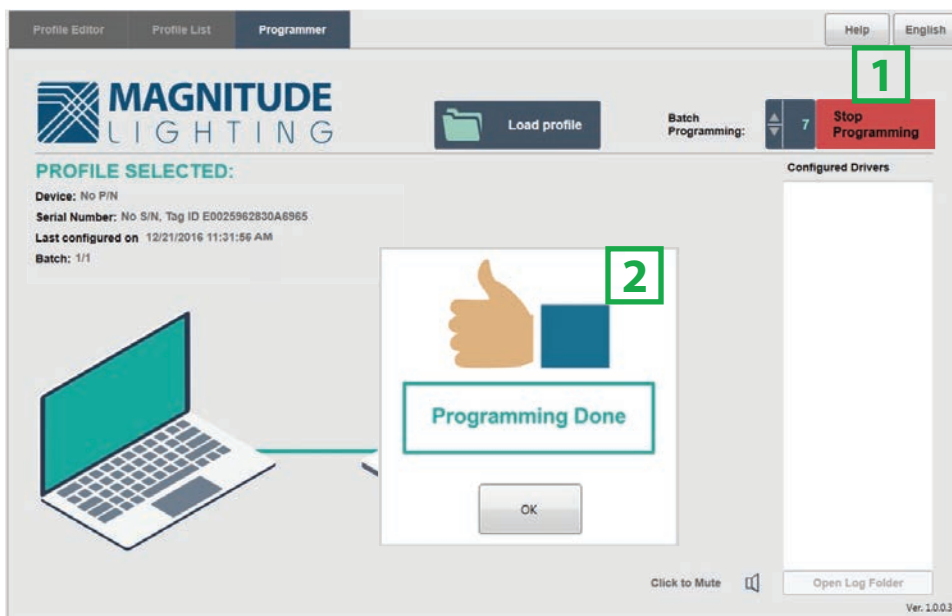 Profile Editor
Profile List
Programmer
Help
English
1
MAGNITUDE
LIGHTING
Load profile
Batch
Programming:
7
Stop
Programming
PROFILE SELECTED:
Device: No P/N
Serial Number: No S/N, Tag ID E0025962830A6965
Last configured on 12/21/2016 11:31:56 AM
Batch: 1/1
Configured Drivers
2
Programming Done
OK
Click to Mute
Open Log Folder
Ver. 1.0.0.3